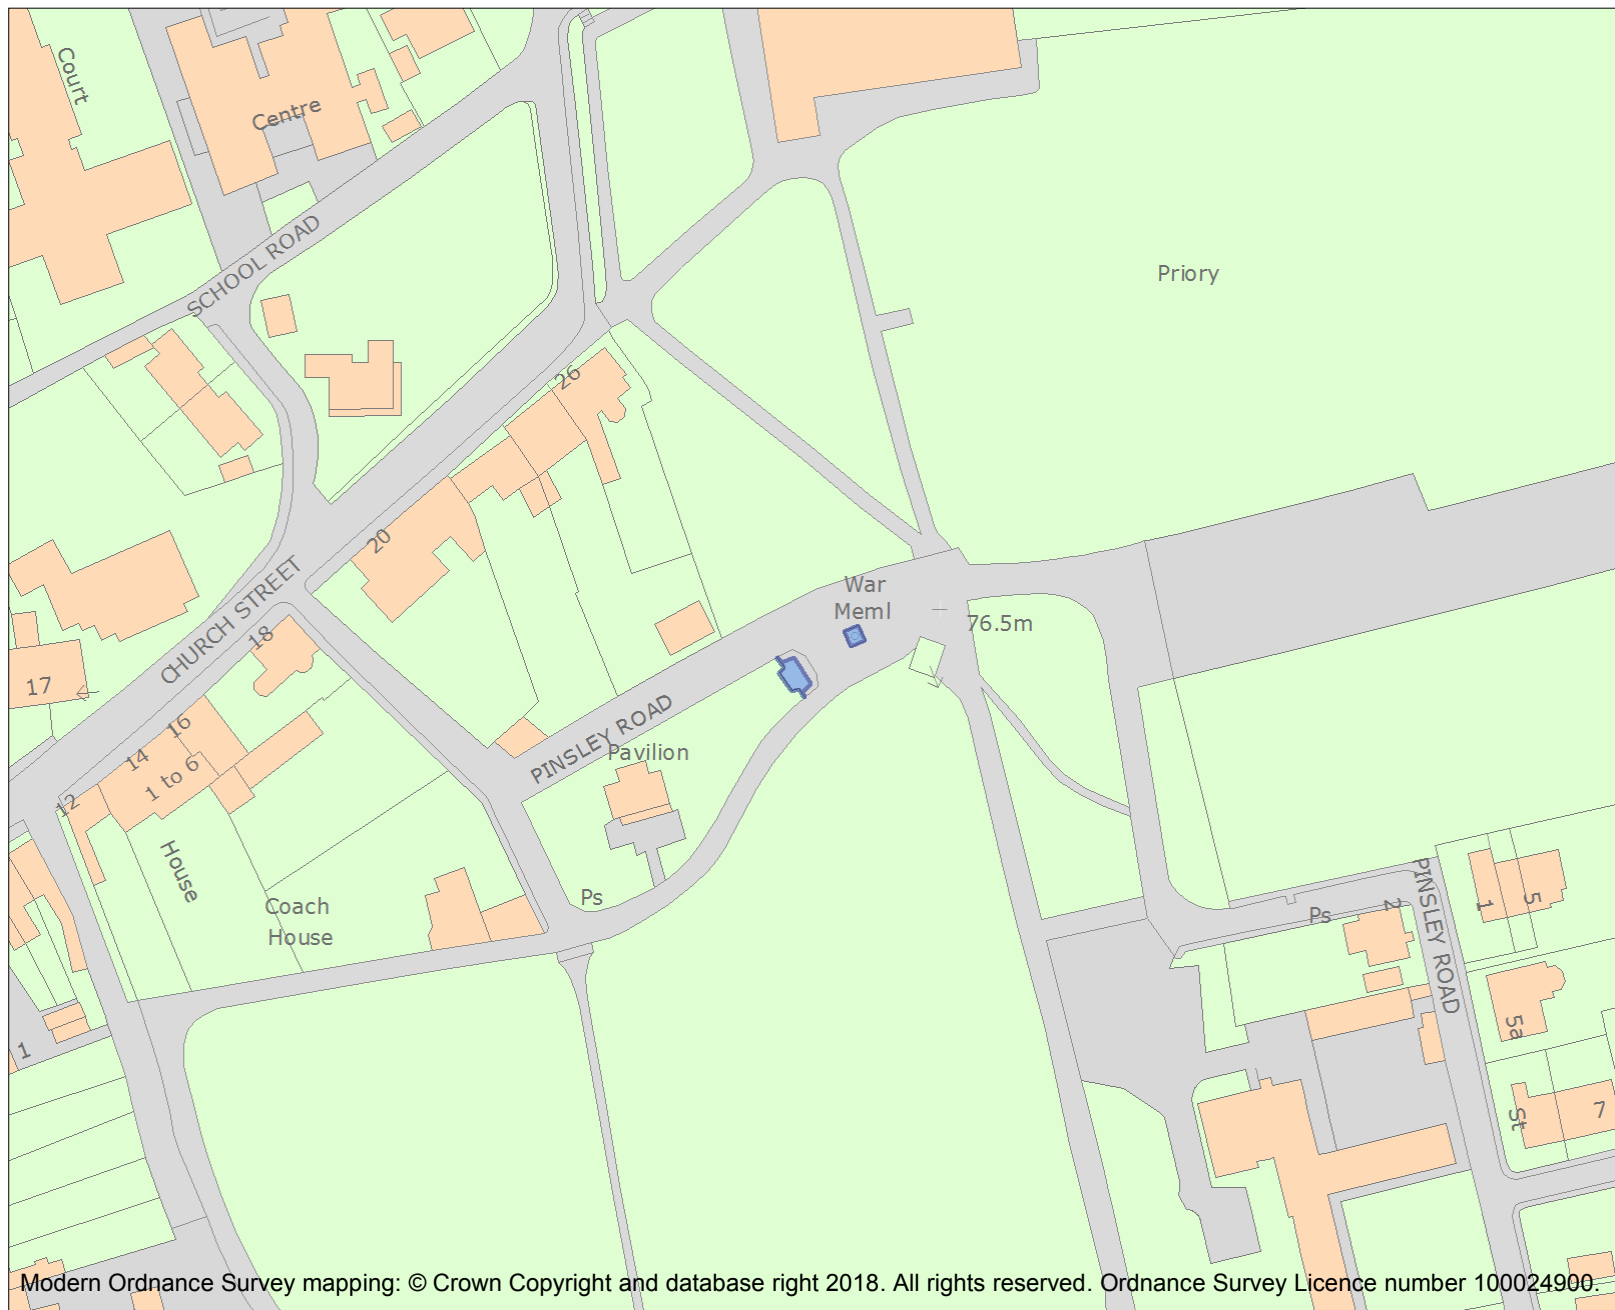 Court
Centre
SCHOOL ROAD
Priory
26
20
CHURCH STREET
War
Meml
76.5m
18
17
16
14
1 to 6
12
PINSLEY ROAD
Pavilion
House
Coach
House
Ps
Ps
2
PINSLEY ROAD
1
5
5a
1
St
7
Modern Ordnance Survey mapping: © Crown Copyright and database right 2018. All rights reserved. Ordnance Survey Licence number 100024900.